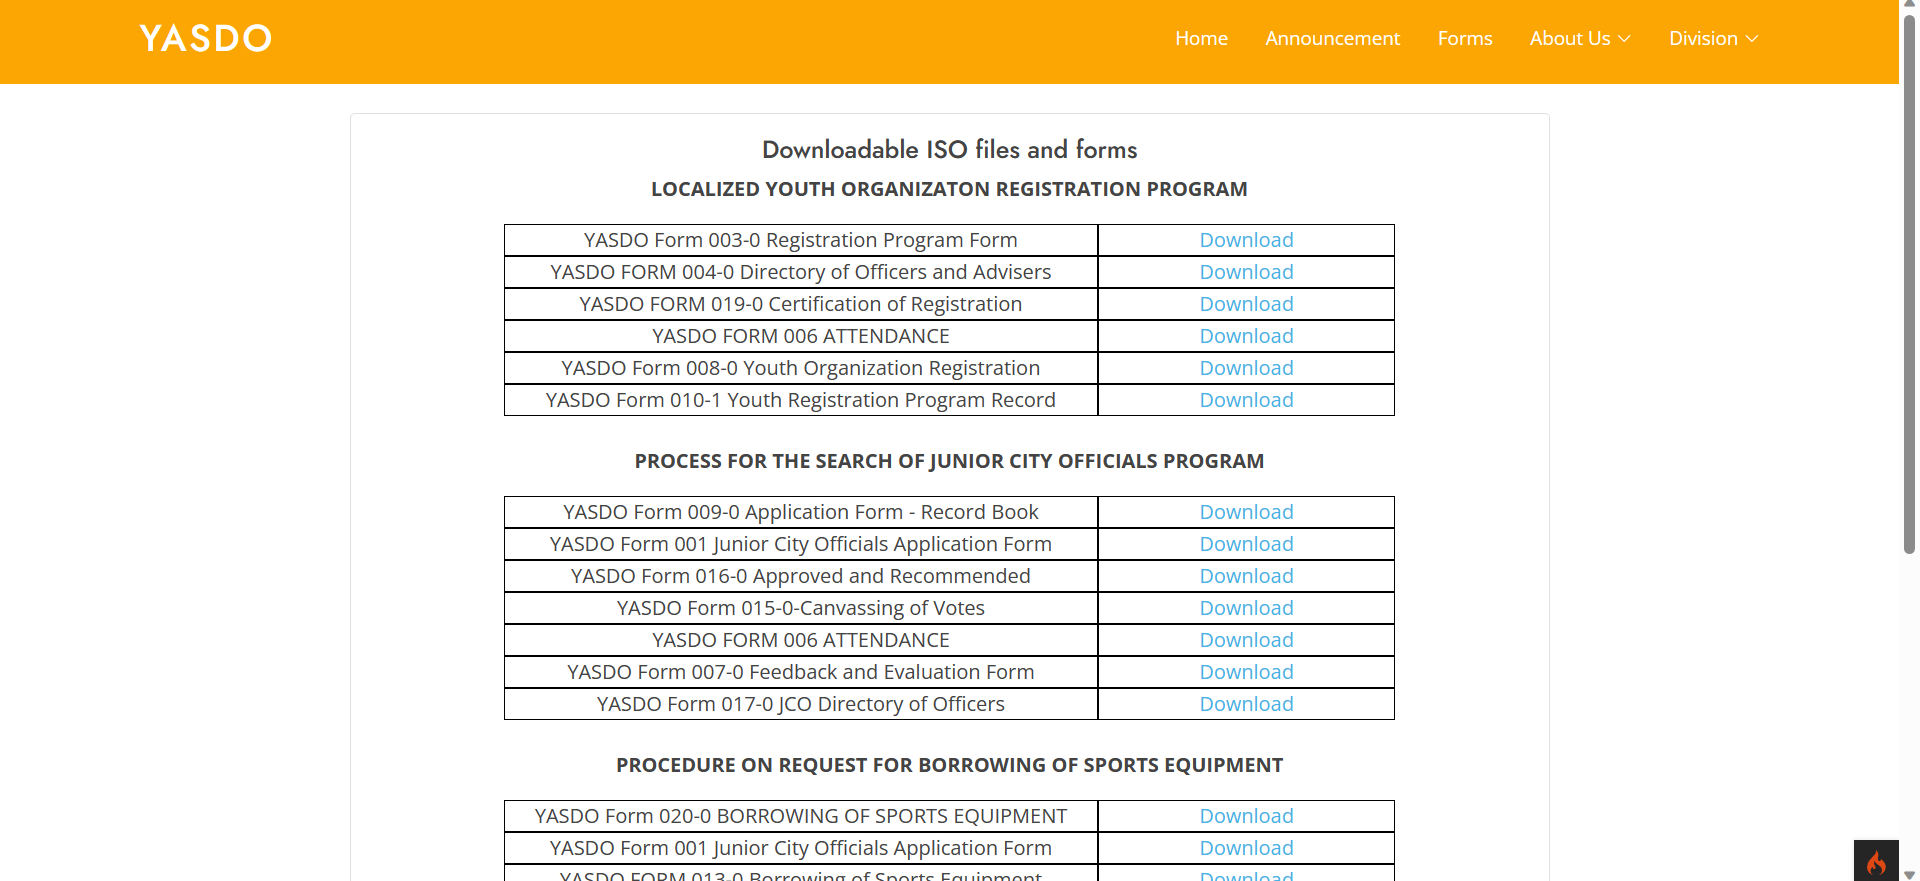 YASDO
Home Announcement Forms About Us Division
Downloadable ISO files and forms
LOCALIZED YOUTH ORGANIZATON REGISTRATION PROGRAM
YASDO Form 003-0 Registration Program Form Download
YASDO FORM 004-0 Directory of Officers and Advisers Download
YASDO FORM 019-0 Certification of Registration Download
YASDO FORM 006 ATTENDANCE Download
YASDO Form 008-0 Youth Organization Registration Download
YASDO Form 010-1 Youth Registration Program Record Download
PROCESS FOR THE SEARCH OF JUNIOR CITY OFFICIALS PROGRAM
YASDO Form 009-0 Application Form - Record Book Download
YASDO Form 001 Junior City Officials Application Form Download
YASDO Form 016-0 Approved and Recommended Download
YASDO Form 015-0-Canvassing of Votes Download
YASDO FORM 006 ATTENDANCE Download
YASDO Form 007-0 Feedback and Evaluation Form Download
YASDO Form 017-0 JCO Directory of Officers Download
PROCEDURE ON REQUEST FOR BORROWING OF SPORTS EQUIPMENT
YASDO Form 020-0 BORROWING OF SPORTS EQUIPMENT Download
YASDO Form 001 Junior City Officials Application Form Download
YASDO FORM 013-0 Borrowing of Sports Equipment Download